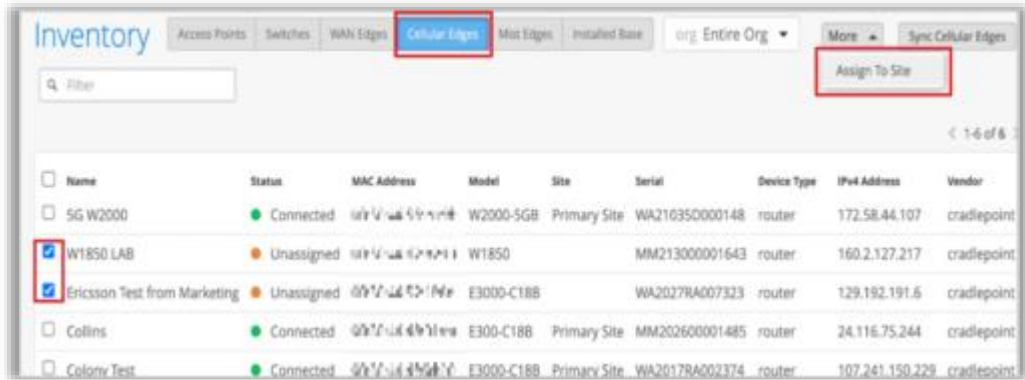 Inventory Access Points Switches WAN Edges Cellular Edges Mist Edges Installed Base org Entire Org More Sync Cellular Edges
Filter Assign To Site
< 1-6 of 6 >
Name Status MAC Address Model Site Serial Device Type IPv4 Address Vendor
5G W2000 Connected W2000-5GB Primary Site WA21035D000148 router 172.58.44.107 cradlepoint
W1850 LAB Unassigned W1850 MM213000001643 router 160.2.127.217 cradlepoint
Ericsson Test from Marketing Unassigned E3000-C18B WA2027RA007323 router 129.192.191.6 cradlepoint
Collins Connected E300-C18B Primary Site MM202600001485 router 24.116.75.244 cradlepoint
Colony Test Connected E3000-C18B Primary Site WA2017RA002374 router 107.241.150.229 cradlepoint